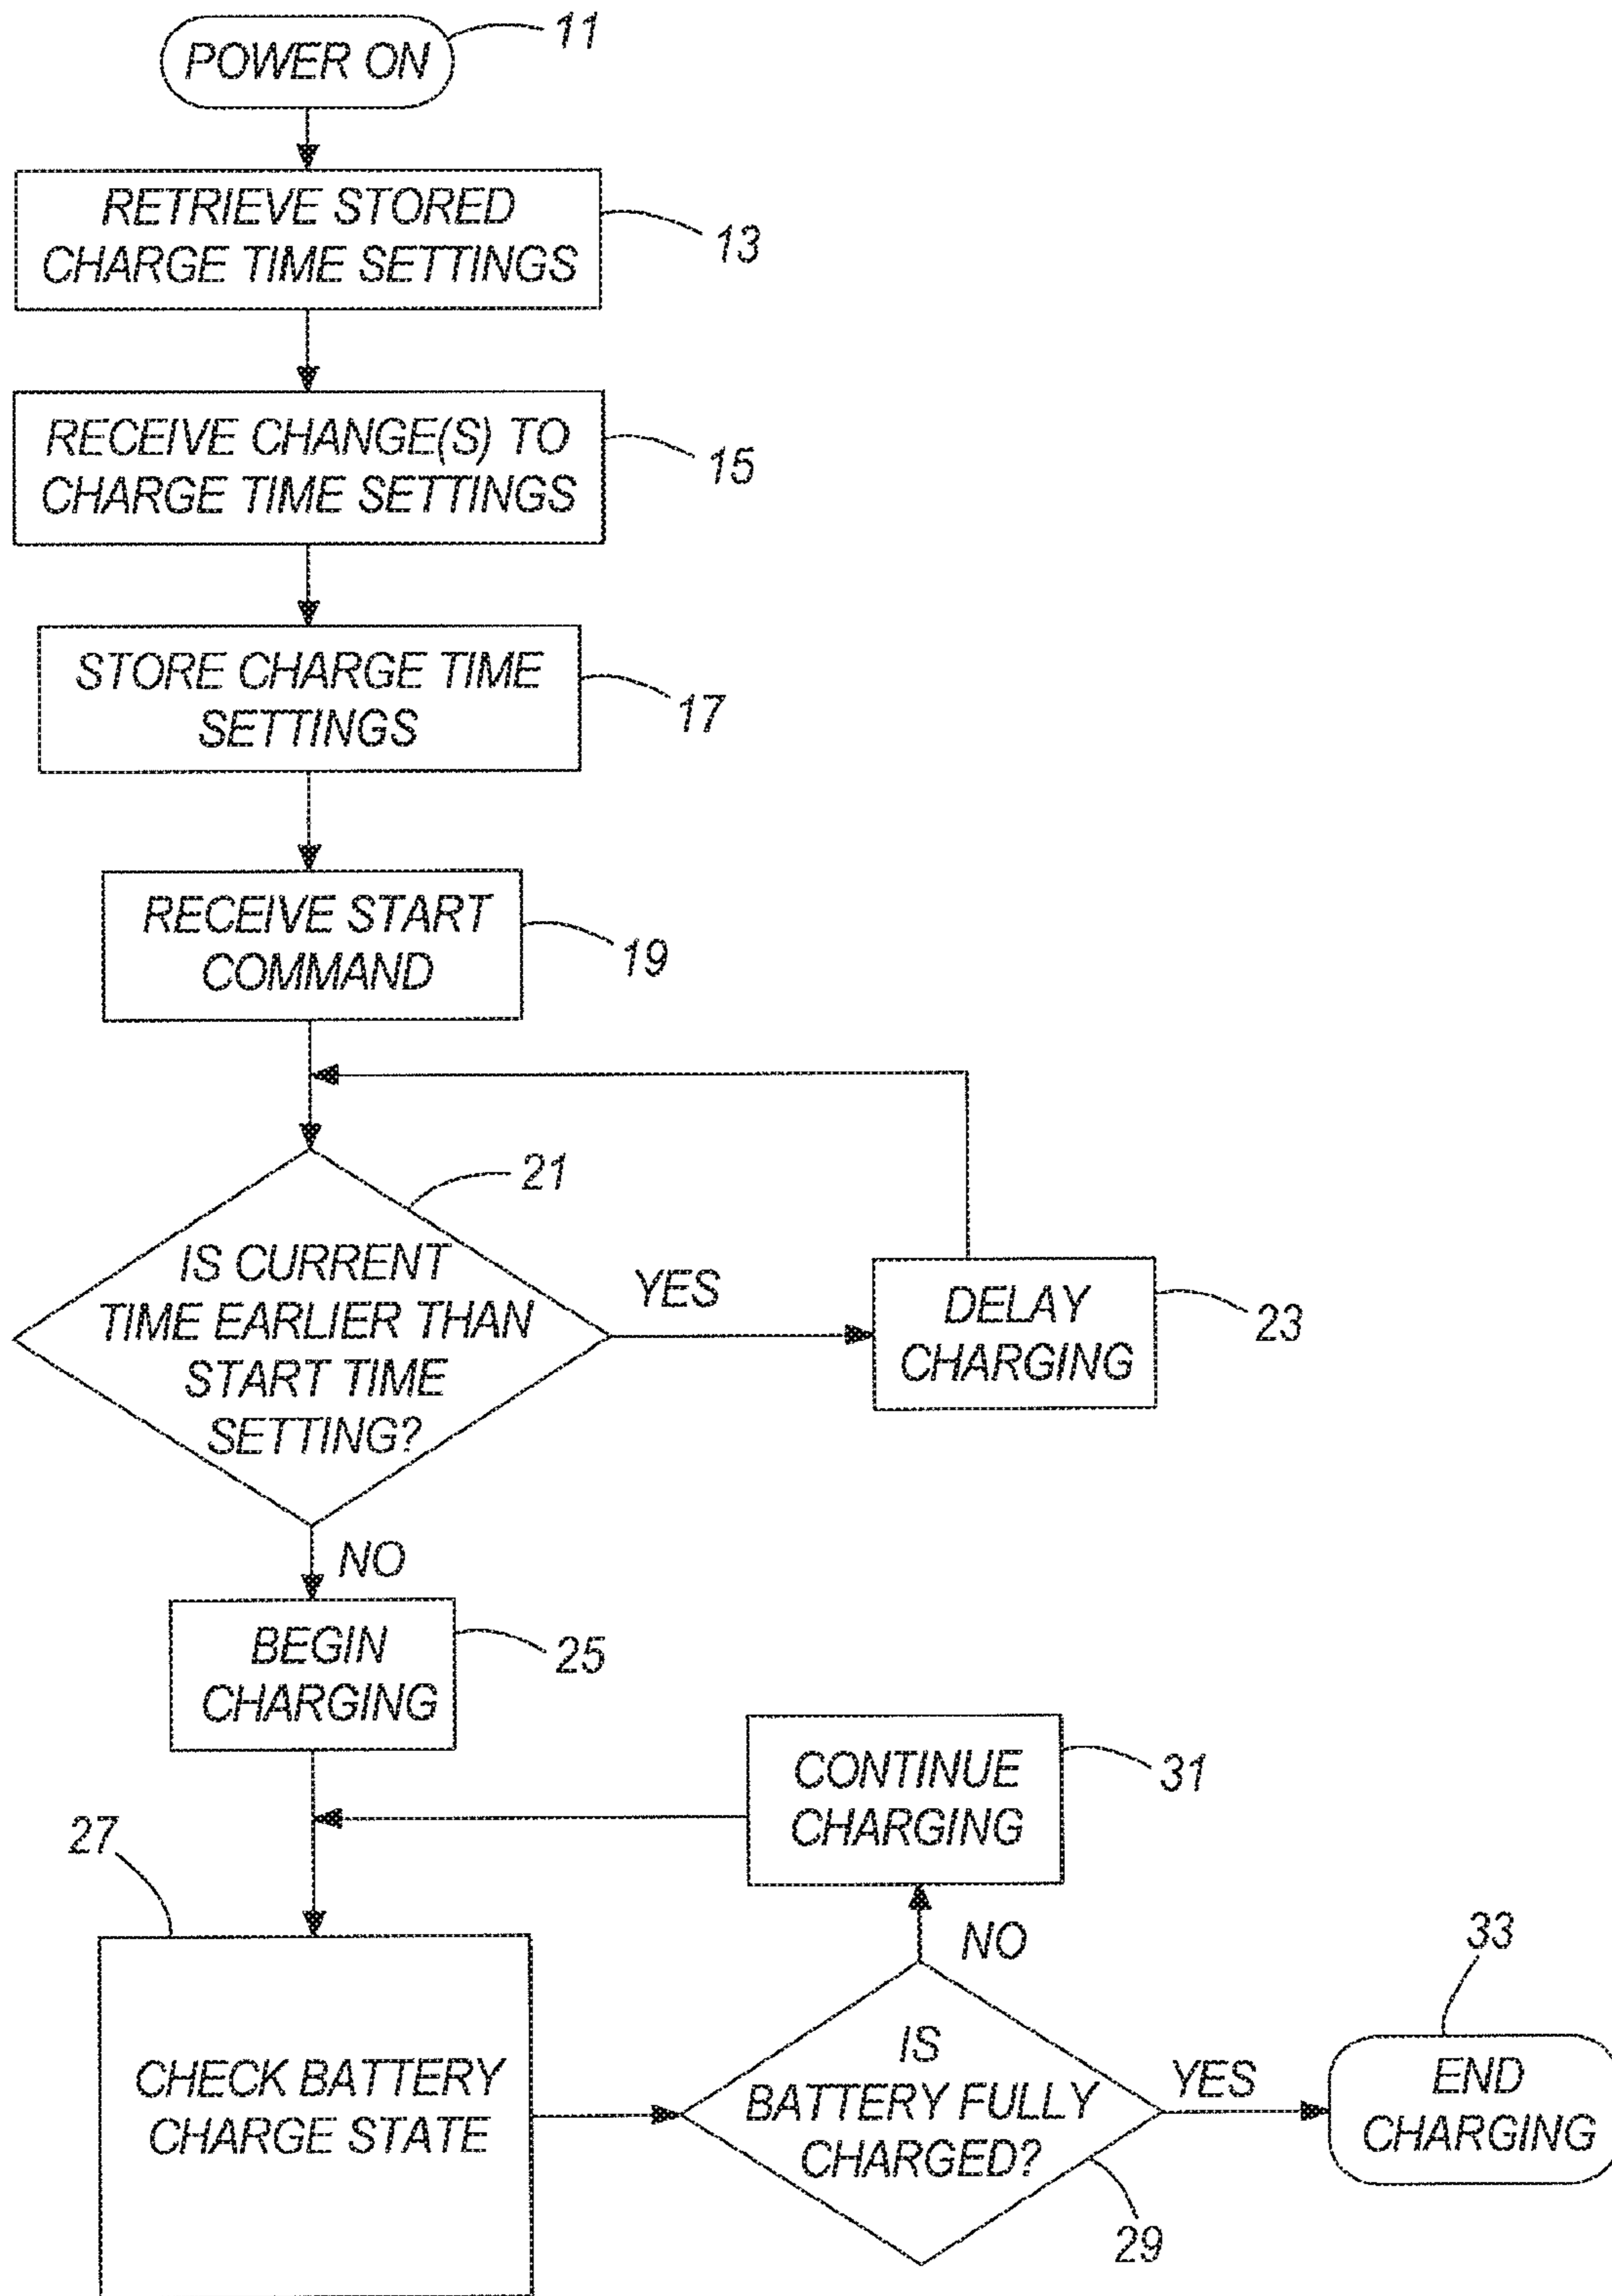 POWER ON
11
RETRIEVE STORED
CHARGE TIME SETTINGS
13
RECEIVE CHANGE(S) TO
CHARGE TIME SETTINGS
15
STORE CHARGE TIME
SETTINGS
17
RECEIVE START
COMMAND
19
21
IS CURRENT
TIME EARLIER THAN
START TIME
SETTING?
YES
DELAY
CHARGING
23
NO
BEGIN
CHARGING
25
CONTINUE
CHARGING
31
27
CHECK BATTERY
CHARGE STATE
NO
IS
BATTERY FULLY
CHARGED?
29
YES
33
END
CHARGING